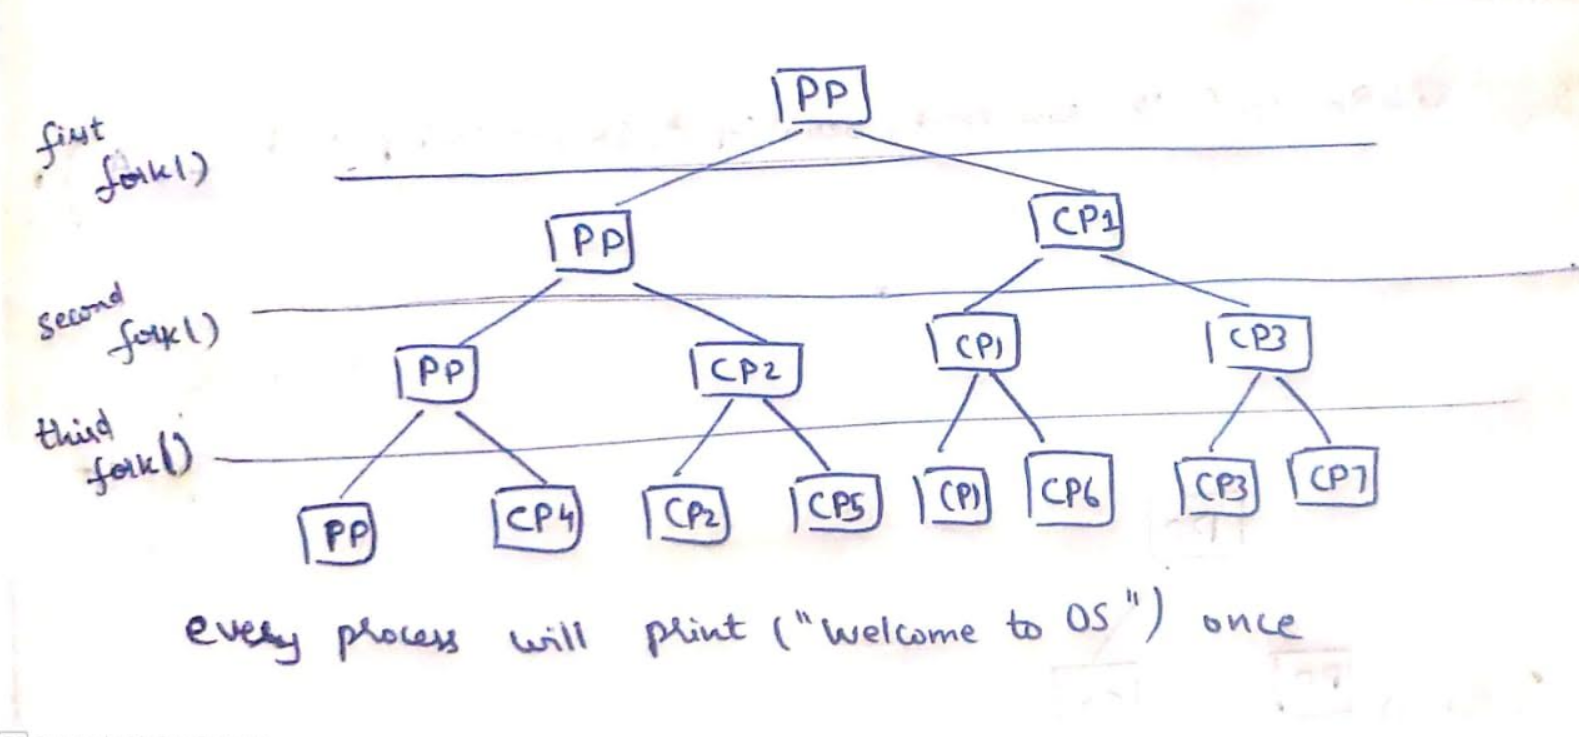 PP
first
fork()
PP
CP1
second
fork()
PP
CP2
CP1
CP3
third
fork()
PP
CP4
CP2
CP5
CP1
CP6
CP3
CP7
every process will print ("Welcome to OS") once